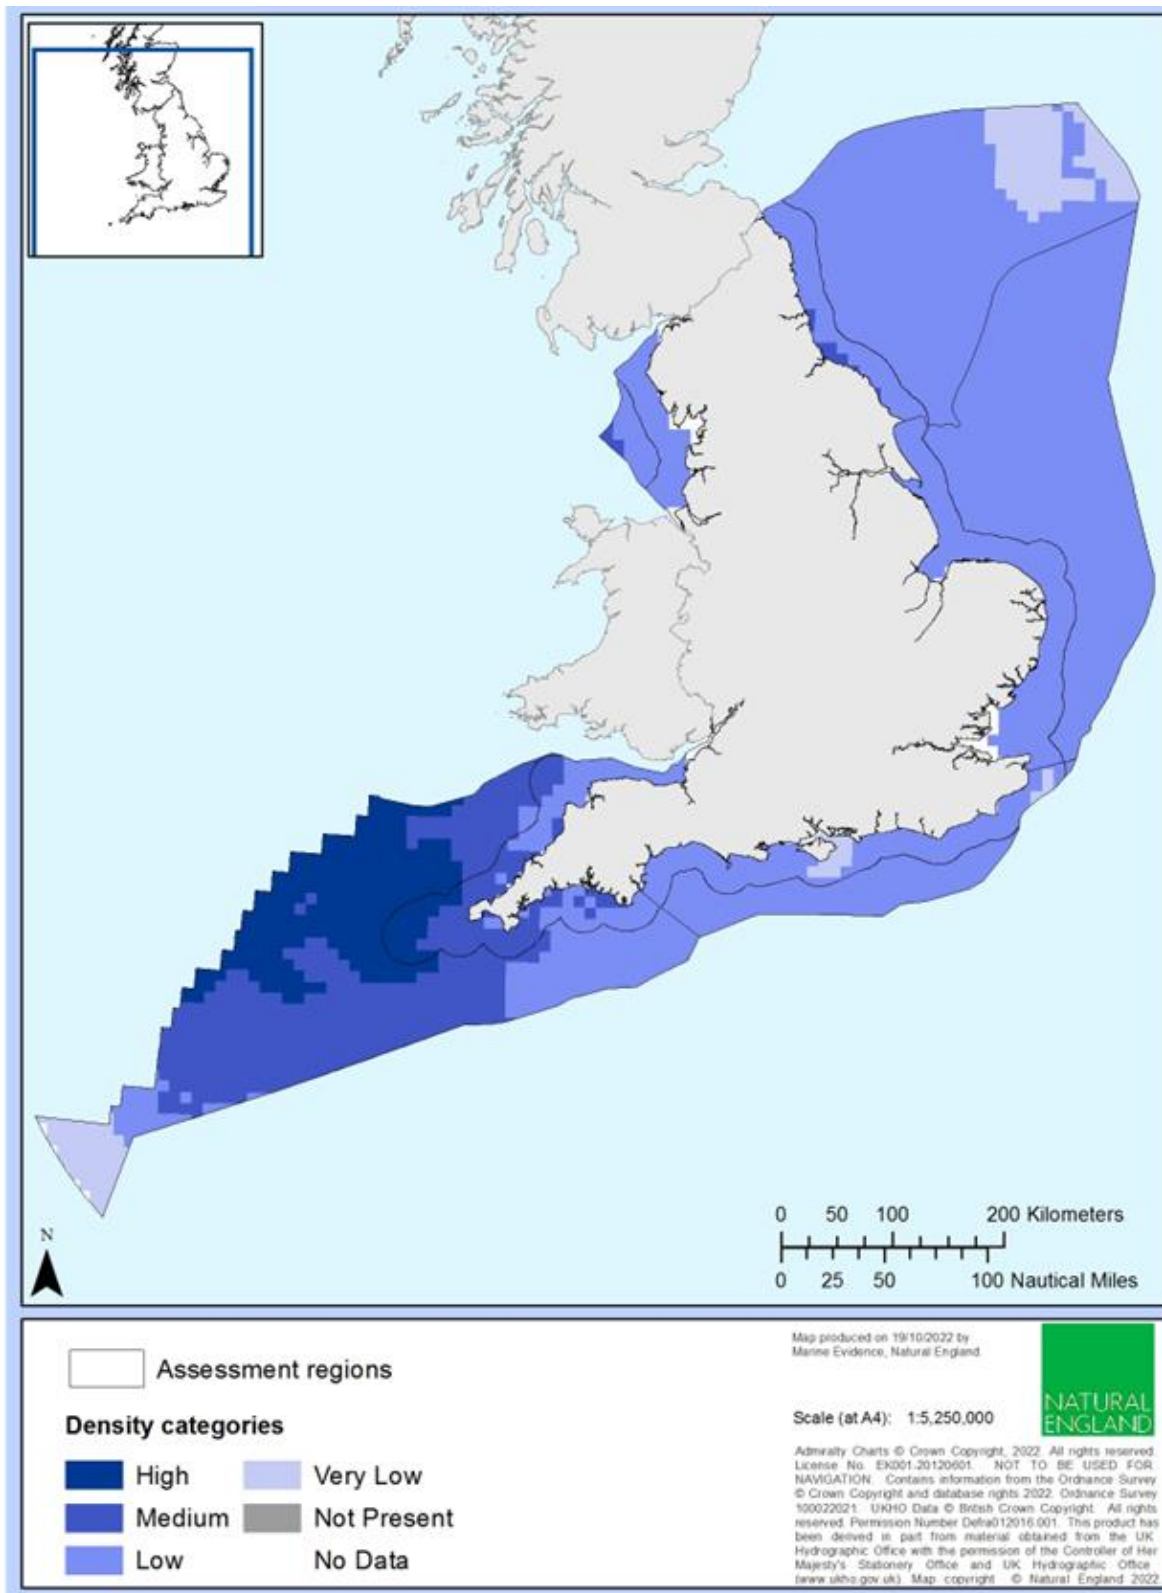 N
0 50 100 200 Kilometers
0 25 50 100 Nautical Miles
Assessment regions
Density categories
High
Medium
Low
Very Low
Not Present
No Data
Map produced on 19/10/2022 by
Marine Evidence, Natural England
Scale (at A4): 1:5,250,000
NATURAL
ENGLAND
Admiralty Charts © Crown Copyright, 2022. All rights reserved.
License No. EK001-20120601. NOT TO BE USED FOR
NAVIGATION. Contains information from the Ordnance Survey
© Crown Copyright and database rights 2022. Ordnance Survey
100022021. UKHO Data © British Crown Copyright. All rights
reserved. Permission Number Defra012016.001. This product has
been derived in part from material obtained from the UK
Hydrographic Office with the permission of the Controller of Her
Majesty's Stationery Office and UK Hydrographic Office
(www.ukho.gov.uk). Map copyright © Natural England 2022